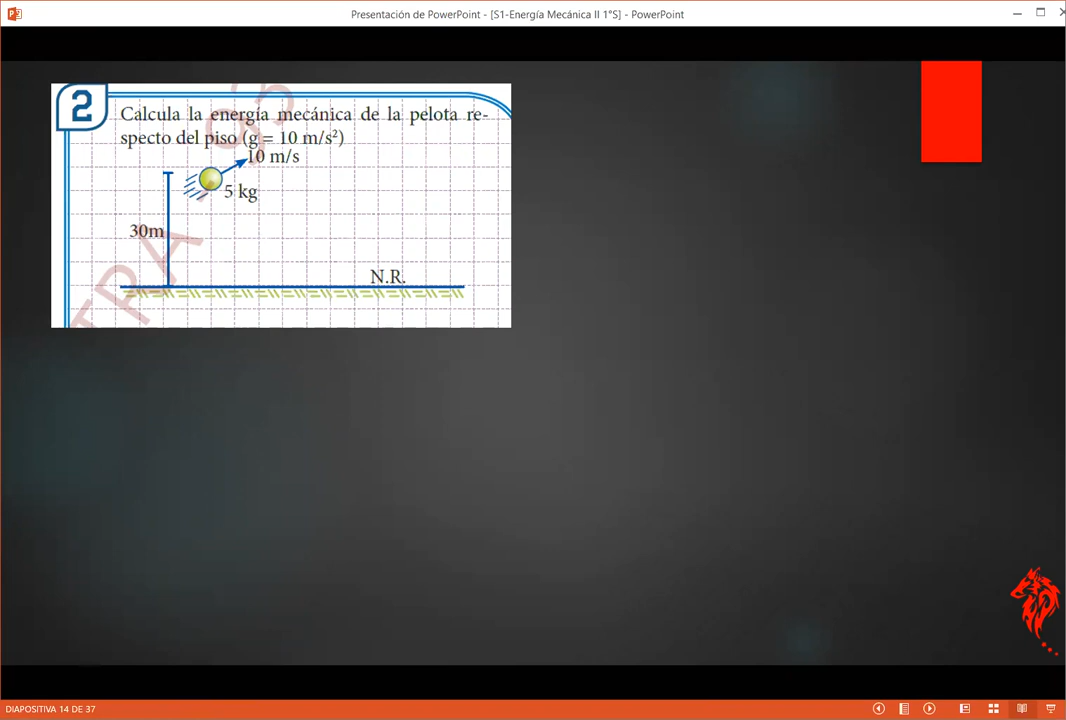 Presentación de PowerPoint - [S1-Energía Mecánica II 1°S] - PowerPoint
2
Calcula la energía mecánica de la pelota re-
specto del piso (g = 10 m/s²)
10 m/s
5 kg
30m
N.R.
DIAPOSITIVA 14 DE 37